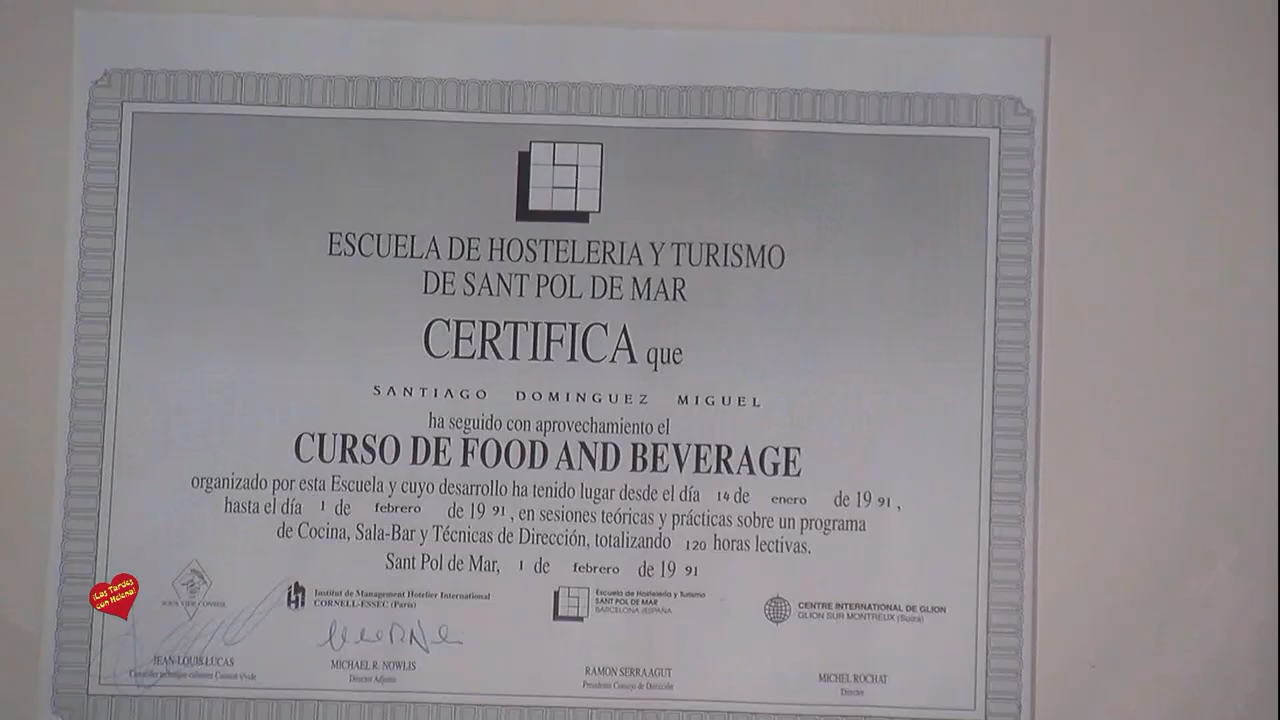 ESCUELA DE HOSTELERIA Y TURISMO
DE SANT POL DE MAR
CERTIFICA que
SANTIAGO DOMINGUEZ MIGUEL
ha seguido con aprovechamiento el
CURSO DE FOOD AND BEVERAGE
organizado por esta Escuela y cuyo desarrollo ha tenido lugar desde el día 14 de enero de 19 91,
hasta el día 1 de febrero de 19 91, en sesiones teóricas y prácticas sobre un programa
de Cocina, Sala-Bar y Técnicas de Dirección, totalizando 120 horas lectivas.
Sant Pol de Mar, 1 de febrero de 19 91
¡Las Tardes
con Helena!
Institut de Management Hotelier International
CORNELL-ESSEC (Paris)
Escuela de Hostelería y Turismo
SANT POL DE MAR
BARCELONA (ESPAÑA)
CENTRE INTERNATIONAL DE GLION
GLION SUR MONTREUX (Suiza)
JEAN-LOUIS LUCAS
MICHAEL R. NOWLIS
Director Adjunto
RAMON SERRA AGUT
Presidente Consejo de Dirección
MICHEL ROCHAT
Director